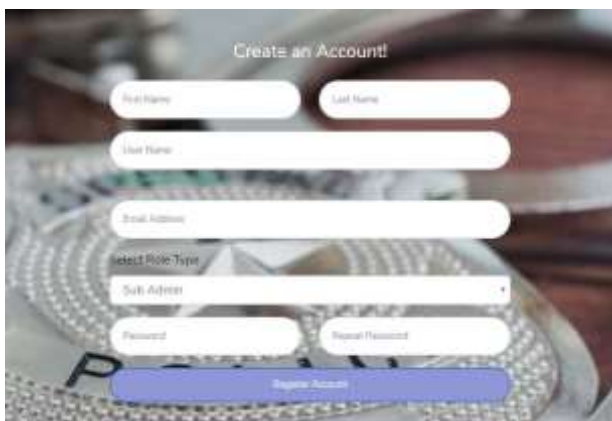 Create an Account!
First Name
Last Name
User Name
Email Address
Select Role Type
Sub Admin
Password
Repeat Password
Register Account